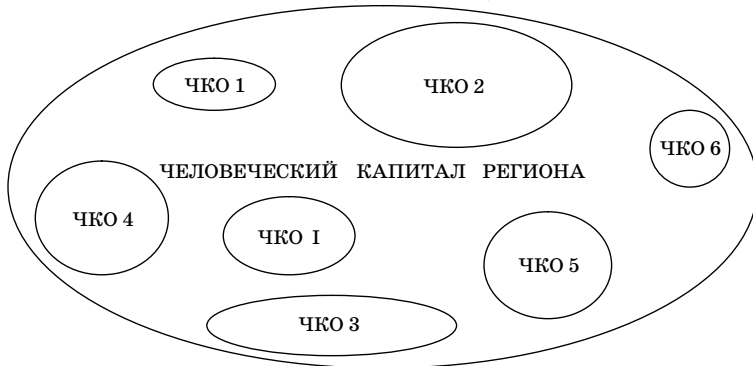 ЧКО 1
ЧКО 2
ЧКО 6
ЧЕЛОВЕЧЕСКИЙ КАПИТАЛ РЕГИОНА
ЧКО 4
ЧКО I
ЧКО 5
ЧКО 3